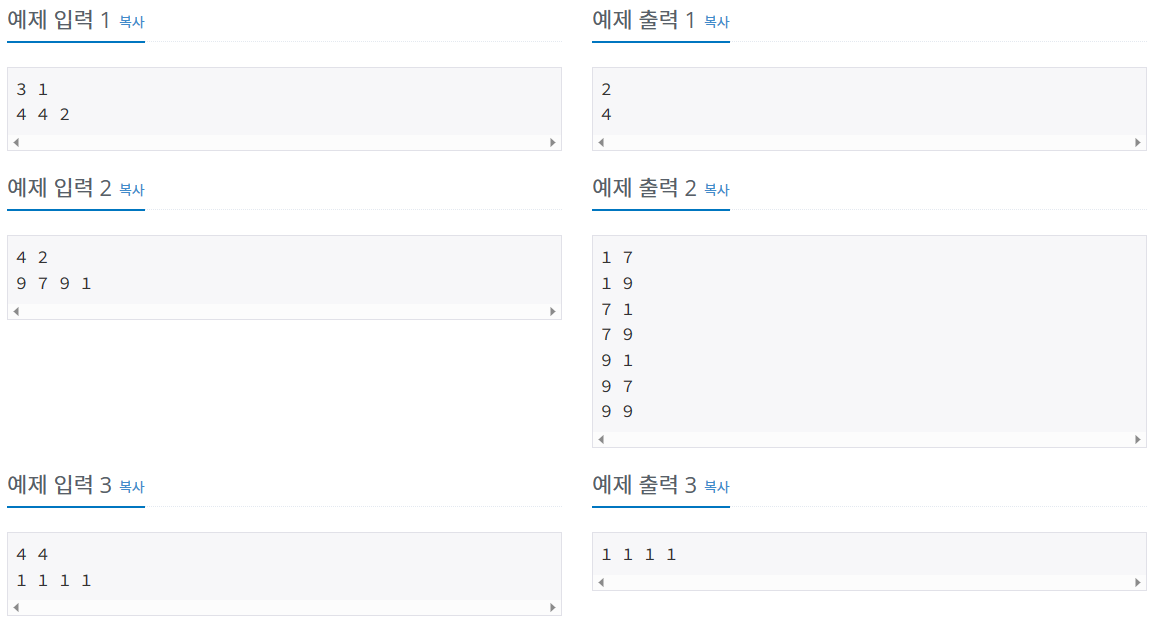 예제 입력 1 복사
3 1
4 4 2
예제 출력 1 복사
2
4
예제 입력 2 복사
4 2
9 7 9 1
예제 출력 2 복사
1 7
1 9
7 1
7 9
9 1
9 7
9 9
예제 입력 3 복사
4 4
1 1 1 1
예제 출력 3 복사
1 1 1 1